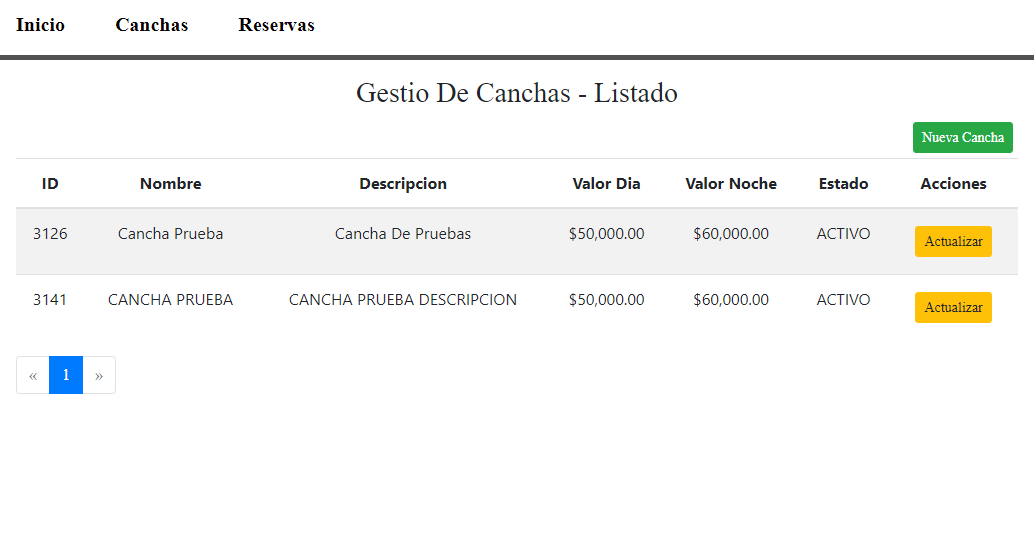 Inicio Canchas Reservas
Gestio De Canchas - Listado
Nueva Cancha
ID Nombre Descripcion Valor Dia Valor Noche Estado Acciones
3126 Cancha Prueba Cancha De Pruebas $50,000.00 $60,000.00 ACTIVO Actualizar
3141 CANCHA PRUEBA CANCHA PRUEBA DESCRIPCION $50,000.00 $60,000.00 ACTIVO Actualizar
« 1 »